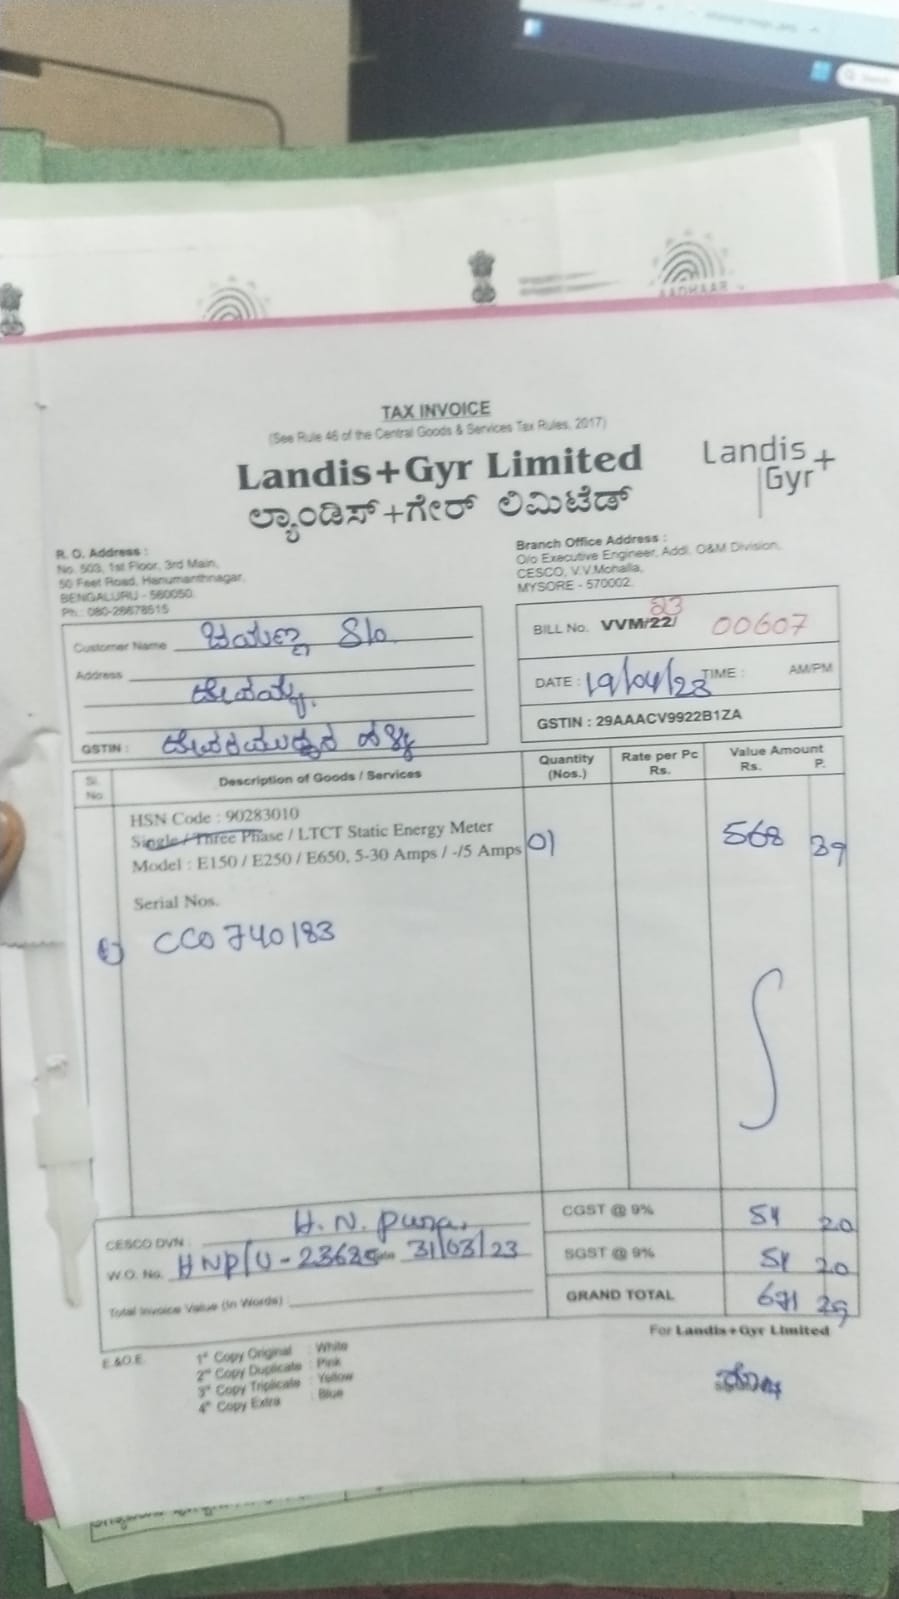 AADHAAR
TAX INVOICE
(See Rule 46 of the Central Goods & Services Tax Rules, 2017)
Landis+Gyr Limited
ಲ್ಯಾಂಡಿಸ್+ಗೇರ್ ಲಿಮಿಟೆಡ್
Landis
Gyr+
R. O. Address :
No. 503, 1st Floor, 3rd Main,
50 Feet Road, Hanumanthnagar,
BENGALURU - 560050.
Ph : 080-26678515
Branch Office Address :
O/o Executive Engineer, Addl. O&M Division,
CESCO, V.V.Mohalla,
MYSORE - 570002.
Customer Name S/o
Address
GSTIN :
BILL No. VVM/22/ 23 00607
DATE : 19/04/23 TIME : AM/PM
GSTIN : 29AAACV9922B1ZA
Sl. No. Description of Goods / Services Quantity (Nos.) Rate per Pc Rs. Value Amount Rs. P.
HSN Code : 90283010
Single / Three Phase / LTCT Static Energy Meter
Model : E150 / E250 / E650, 5-30 Amps / -/5 Amps 01 568 39
Serial Nos.
1) CC0740183
CESCO DVN : H. N. Pura. CGST @ 9% 51 20
W.O. No. 31/03/23 SGST @ 9% 51 20
Total Invoice Value (In Words) GRAND TOTAL 671 29
For Landis+Gyr Limited
E.&O.E.
1st Copy Original : White
2nd Copy Duplicate : Pink
3rd Copy Triplicate : Yellow
4th Copy Extra : Blue